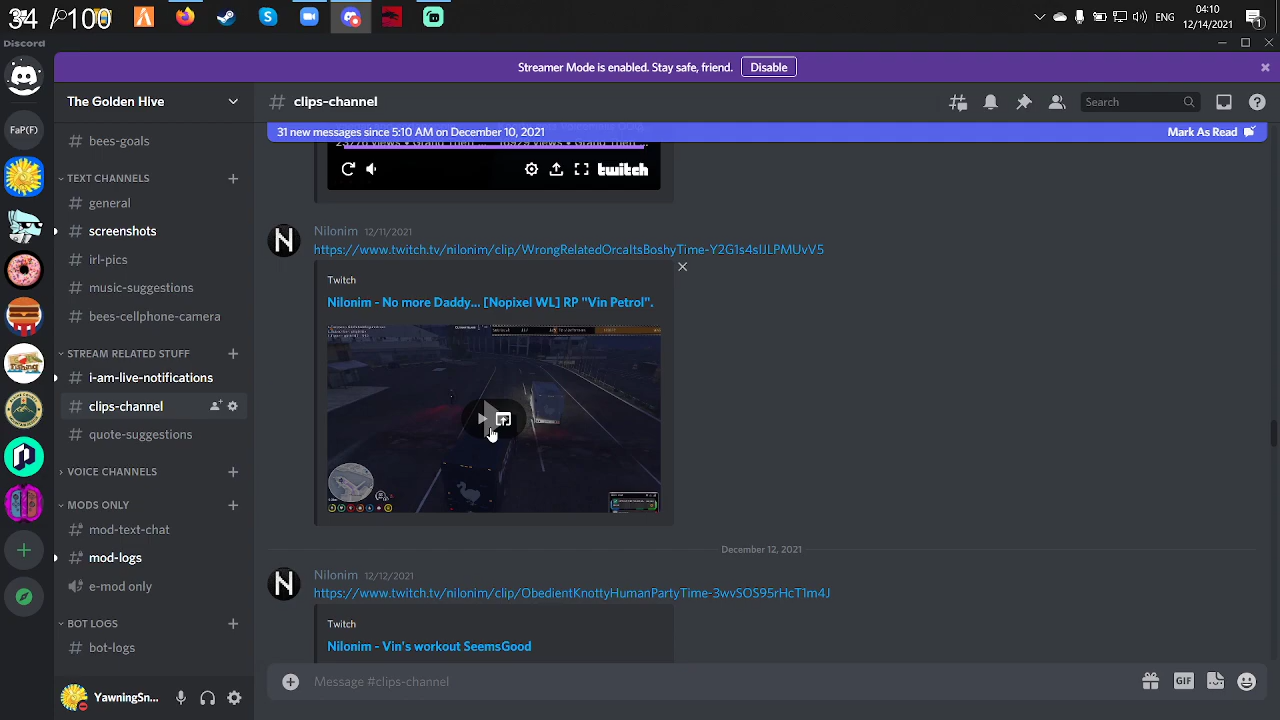 34 / 100
ENG
04:10
12/14/2021
1
Discord
Streamer Mode is enabled. Stay safe, friend.
Disable
The Golden Hive
clips-channel
Search
31 new messages since 5:10 AM on December 10, 2021
Mark As Read
FaP(F)
bees-goals
TEXT CHANNELS
general
screenshots
irl-pics
music-suggestions
bees-cellphone-camera
STREAM RELATED STUFF
i-am-live-notifications
clips-channel
quote-suggestions
VOICE CHANNELS
MODS ONLY
mod-text-chat
mod-logs
e-mod only
BOT LOGS
bot-logs
YawningSn...
twitch
Nilonim 12/11/2021
https://www.twitch.tv/nilonim/clip/WrongRelatedOrcaItsBoshyTime-Y2G1s4sIJLPMUvV5
Twitch
Nilonim - No more Daddy... [Nopixel WL] RP "Vin Petrol".
December 12, 2021
Nilonim 12/12/2021
https://www.twitch.tv/nilonim/clip/ObedientKnottyHumanPartyTime-3wvSOS95rHcT1m4J
Twitch
Nilonim - Vin's workout SeemsGood
Message #clips-channel
GIF